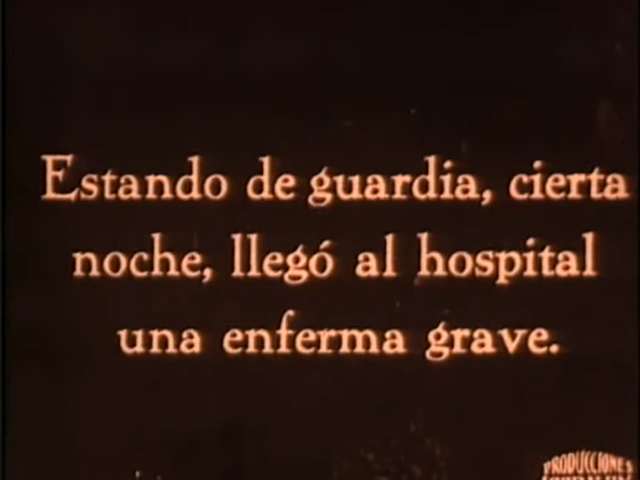 Estando de guardia, cierta
noche, llegó al hospital
una enferma grave.
PRODUCCIONES